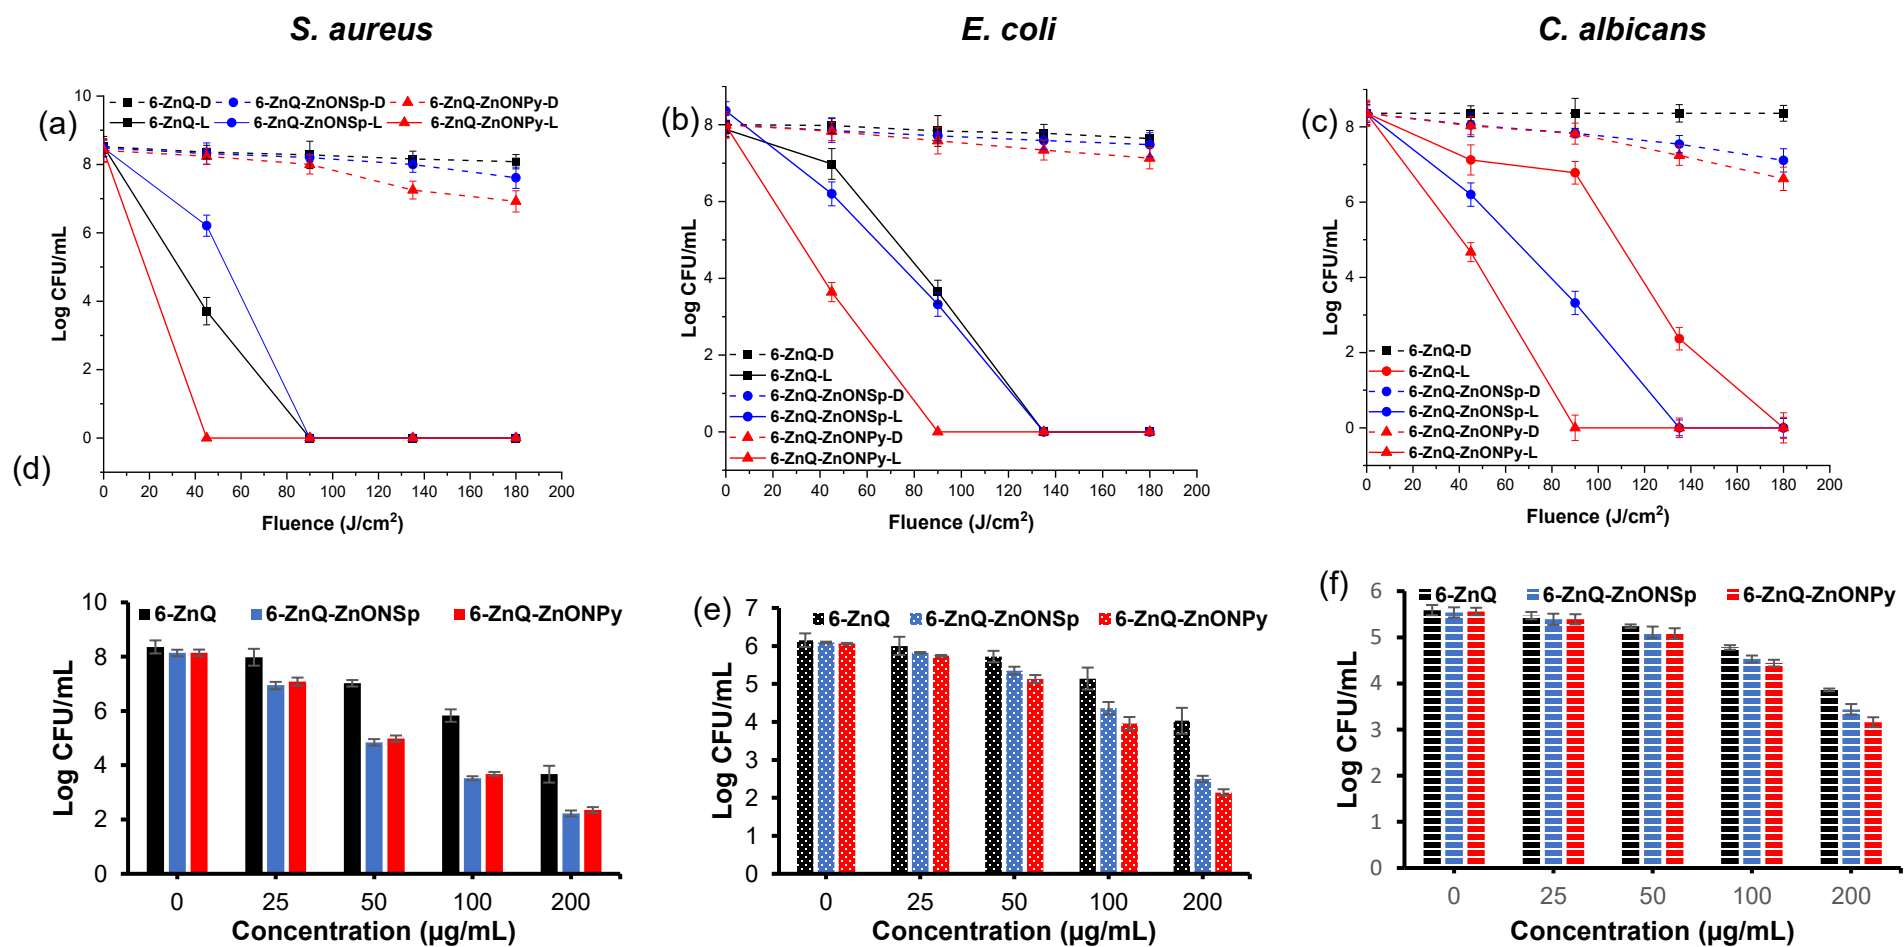 S. aureus
E. coli
C. albicans
(a)
10
8
6
4
2
0
Log CFU/mL
6-ZnQ-D
6-ZnQ-ZnONSp-D
6-ZnQ-ZnONPy-D
6-ZnQ-L
6-ZnQ-ZnONSp-L
6-ZnQ-ZnONPy-L
0 20 40 60 80 100 120 140 160 180 200
Fluence (J/cm²)
(b)
8
6
4
2
0
Log CFU/mL
6-ZnQ-D
6-ZnQ-L
6-ZnQ-ZnONSp-D
6-ZnQ-ZnONSp-L
6-ZnQ-ZnONPy-D
6-ZnQ-ZnONPy-L
0 20 40 60 80 100 120 140 160 180 200
Fluence (J/cm²)
(c)
8
6
4
2
0
Log CFU/mL
6-ZnQ-D
6-ZnQ-L
6-ZnQ-ZnONSp-D
6-ZnQ-ZnONSp-L
6-ZnQ-ZnONPy-D
6-ZnQ-ZnONPy-L
0 20 40 60 80 100 120 140 160 180 200
Fluence (J/cm²)
(d)
10
8
6
4
2
0
Log CFU/mL
6-ZnQ 6-ZnQ-ZnONSp 6-ZnQ-ZnONPy
0 25 50 100 200
Concentration (µg/mL)
(e)
7
6
5
4
3
2
1
0
Log CFU/mL
6-ZnQ 6-ZnQ-ZnONSp 6-ZnQ-ZnONPy
0 25 50 100 200
Concentration (µg/mL)
(f)
6
5
4
3
2
1
0
Log CFU/mL
6-ZnQ 6-ZnQ-ZnONSp 6-ZnQ-ZnONPy
0 25 50 100 200
Concentration (µg/mL)